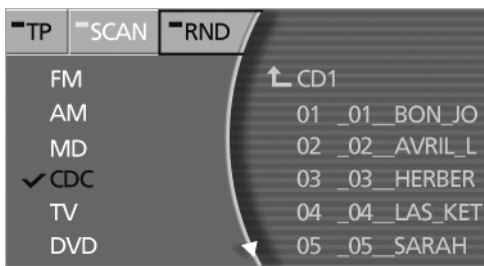 TP SCAN RND
FM
AM
MD
CDC
TV
DVD
CD1
01 _01__BON_JO
02 _02__AVRIL_L
03 _03__HERBER
04 _04__LAS_KET
05 _05__SARAH